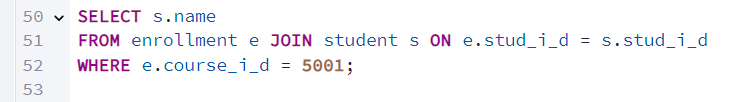 50 SELECT s.name
51 FROM enrollment e JOIN student s ON e.stud_i_d = s.stud_i_d
52 WHERE e.course_i_d = 5001;
53